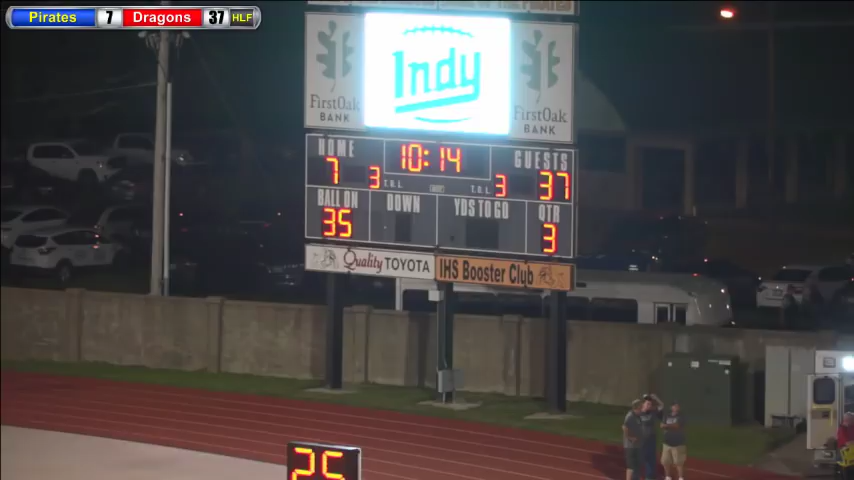 Pirates 7 Dragons 37 HLF
Indy
FirstOak
BANK
FirstOak
BANK
HOME 10:14 GUESTS
7 3 T.O.L. T.O.L. 3 37
BALL ON DOWN YDS TO GO QTR
35 3
Quality TOYOTA IHS Booster Club
25